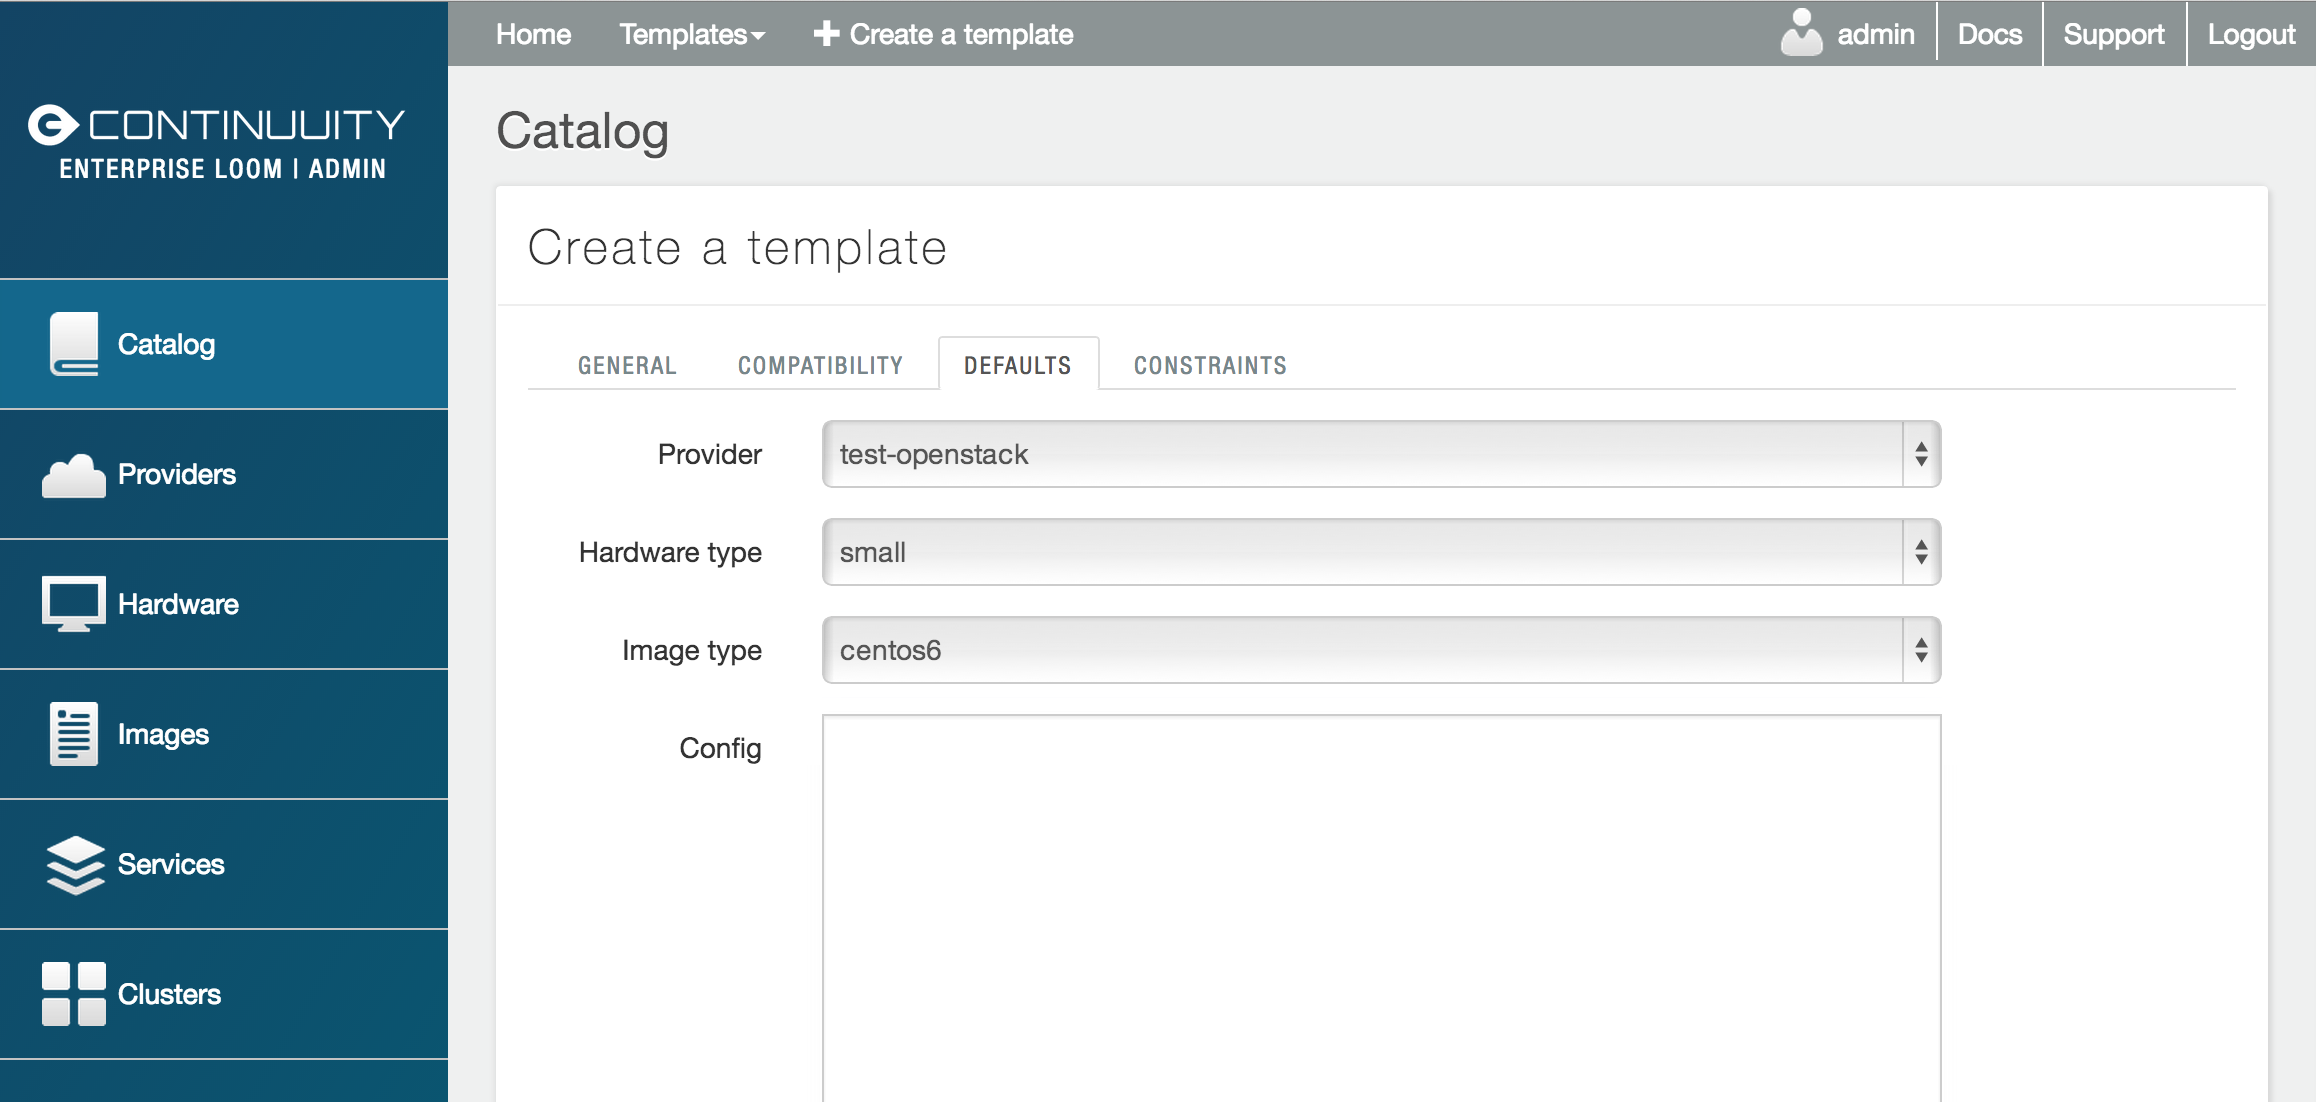 Home Templates Create a template admin Docs Support Logout
CONTINUUITY
ENTERPRISE LOOM | ADMIN
Catalog
Providers
Hardware
Images
Services
Clusters
Catalog
Create a template
GENERAL COMPATIBILITY DEFAULTS CONSTRAINTS
Provider test-openstack
Hardware type small
Image type centos6
Config